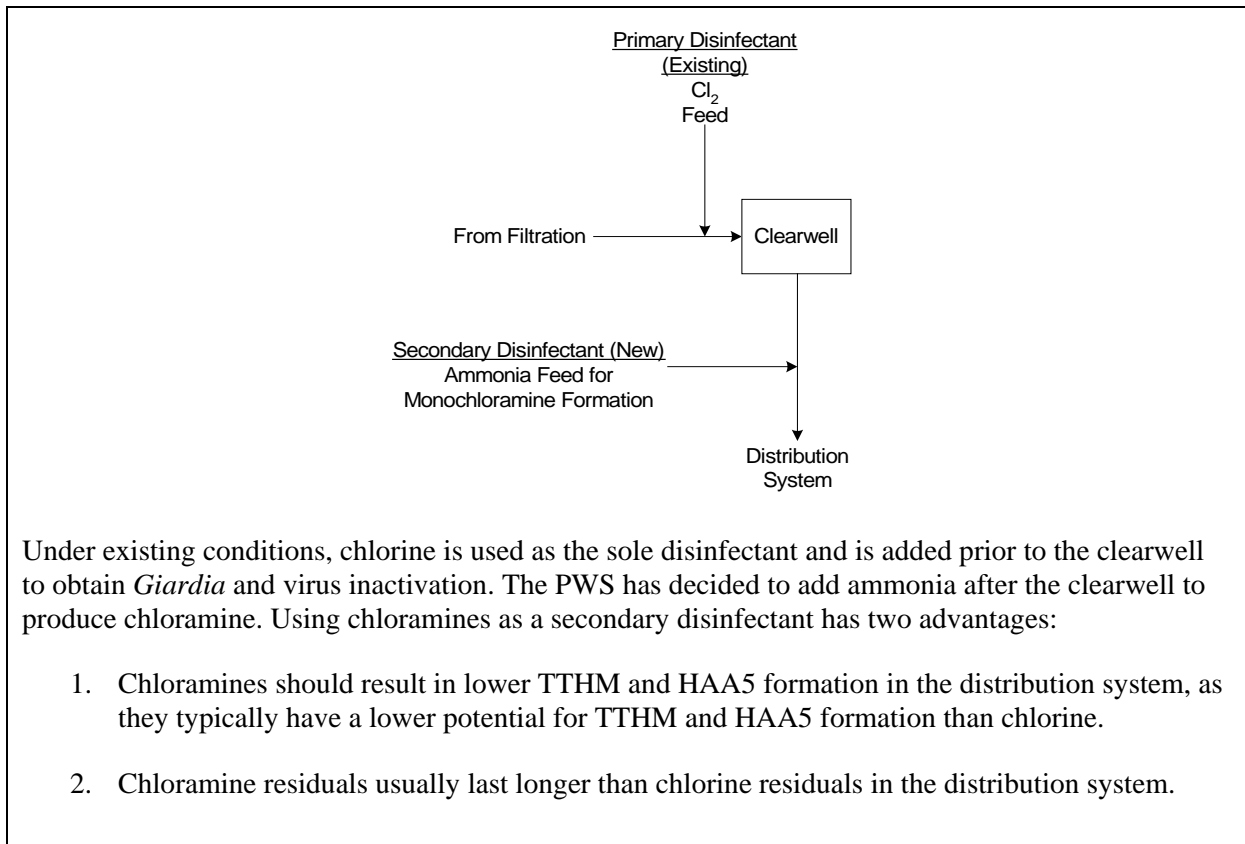 Primary Disinfectant
(Existing)
Cl2
Feed
From Filtration
Clearwell
Secondary Disinfectant (New)
Ammonia Feed for
Monochloramine Formation
Distribution
System
Under existing conditions, chlorine is used as the sole disinfectant and is added prior to the clearwell
to obtain Giardia and virus inactivation. The PWS has decided to add ammonia after the clearwell to
produce chloramine. Using chloramines as a secondary disinfectant has two advantages:
1. Chloramines should result in lower TTHM and HAA5 formation in the distribution system, as
they typically have a lower potential for TTHM and HAA5 formation than chlorine.
2. Chloramine residuals usually last longer than chlorine residuals in the distribution system.